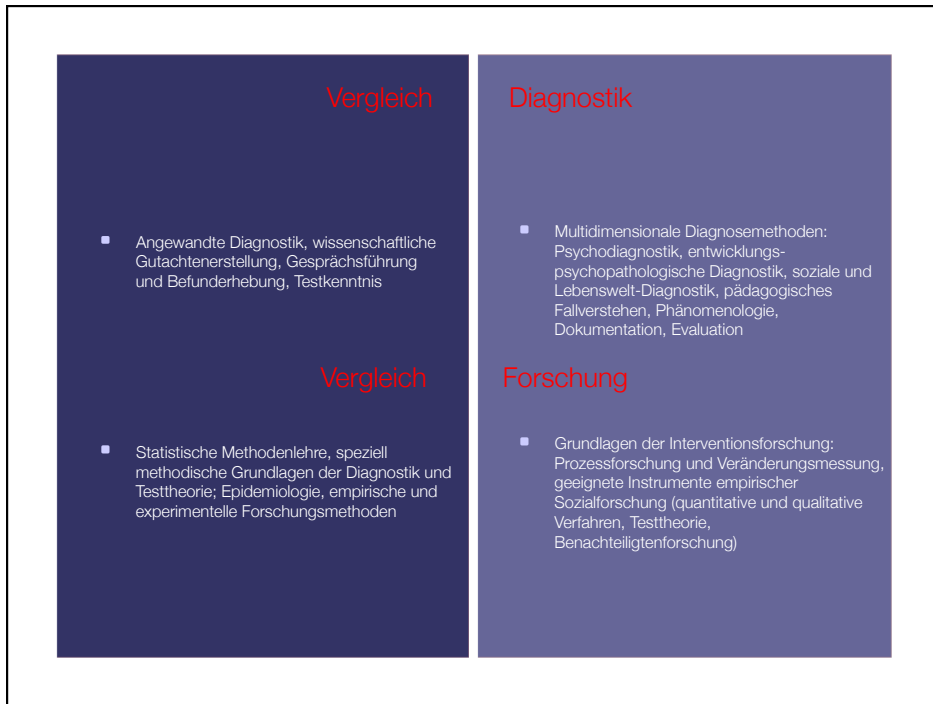 Vergleich Diagnostik
Angewandte Diagnostik, wissenschaftliche
Gutachtenerstellung, Gesprächsführung
und Befunderhebung, Testkenntnis
Multidimensionale Diagnosemethoden:
Psychodiagnostik, entwicklungs-
psychopathologische Diagnostik, soziale und
Lebenswelt-Diagnostik, pädagogisches
Fallverstehen, Phänomenologie,
Dokumentation, Evaluation
Vergleich Forschung
Statistische Methodenlehre, speziell
methodische Grundlagen der Diagnostik und
Testtheorie; Epidemiologie, empirische und
experimentelle Forschungsmethoden
Grundlagen der Interventionsforschung:
Prozessforschung und Veränderungsmessung,
geeignete Instrumente empirischer
Sozialforschung (quantitative und qualitative
Verfahren, Testtheorie,
Benachteiligtenforschung)